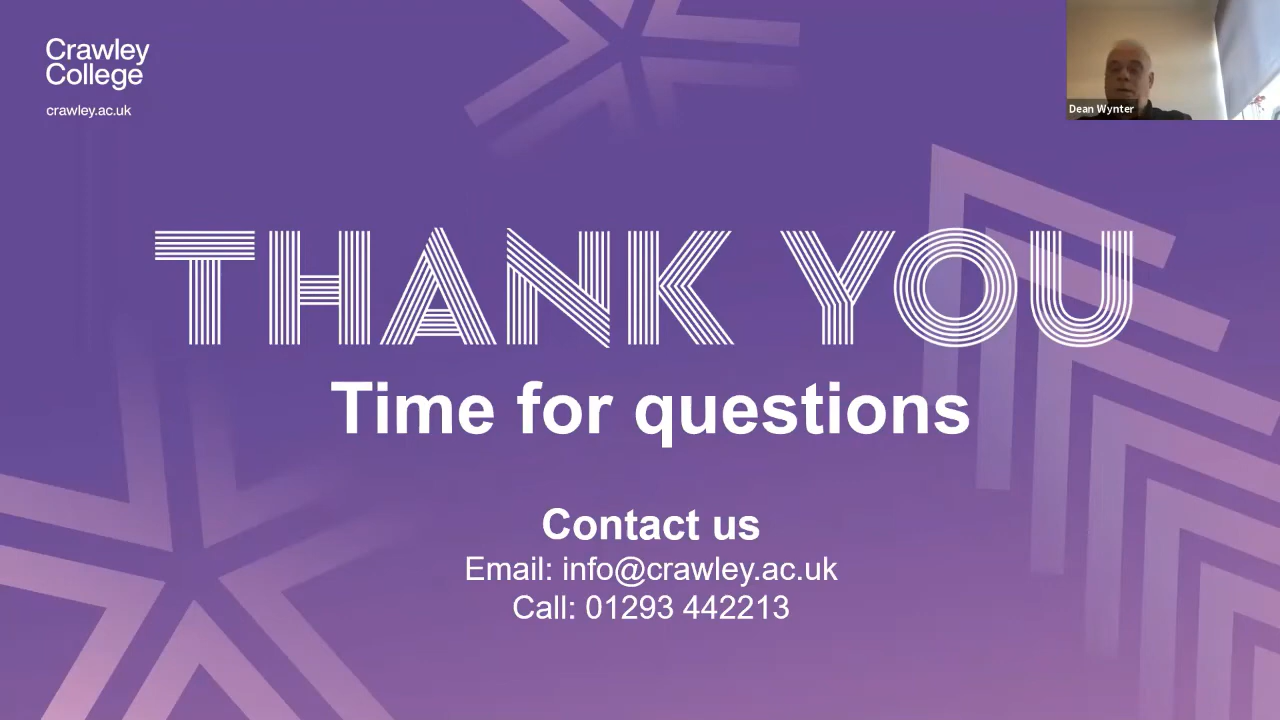 Crawley
College
crawley.ac.uk
Dean Wynter
THANK YOU
Time for questions
Contact us
Email: info@crawley.ac.uk
Call: 01293 442213